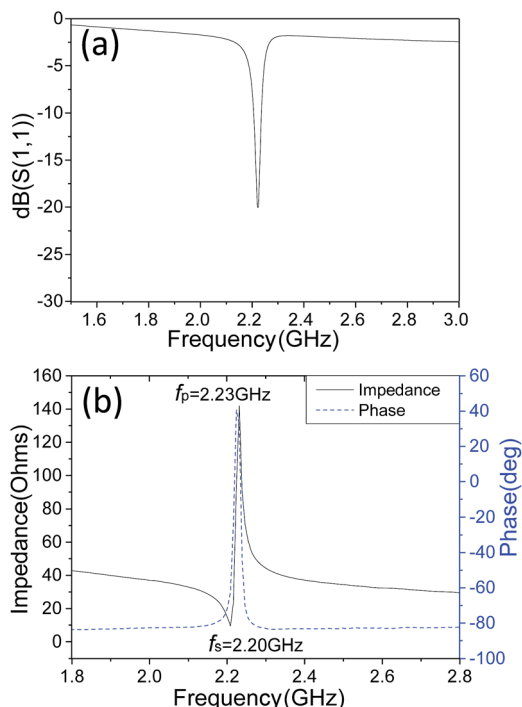 (a)
0
-5
-10
-15
-20
-25
-30
dB(S(1,1))
1.6 1.8 2.0 2.2 2.4 2.6 2.8 3.0
Frequency(GHz)
(b)
fp=2.23GHz
Impedance
Phase
160
140
120
100
80
60
40
20
0
Impedance(Ohms)
60
40
20
0
-20
-40
-60
-80
-100
Phase(deg)
fs=2.20GHz
1.8 2.0 2.2 2.4 2.6 2.8
Frequency(GHz)